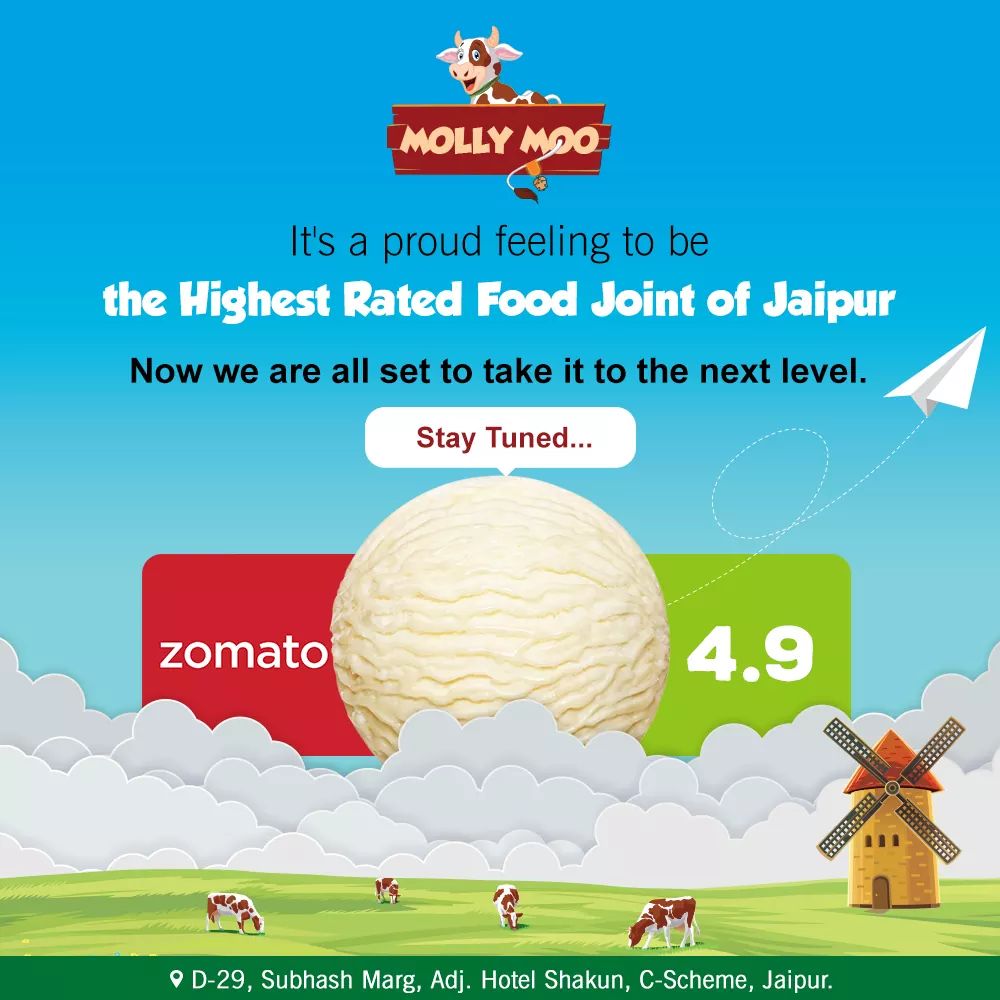 MOLLY MOO
It's a proud feeling to be
the Highest Rated Food Joint of Jaipur
Now we are all set to take it to the next level.
Stay Tuned...
zomato
4.9
D-29, Subhash Marg, Adj. Hotel Shakun, C-Scheme, Jaipur.